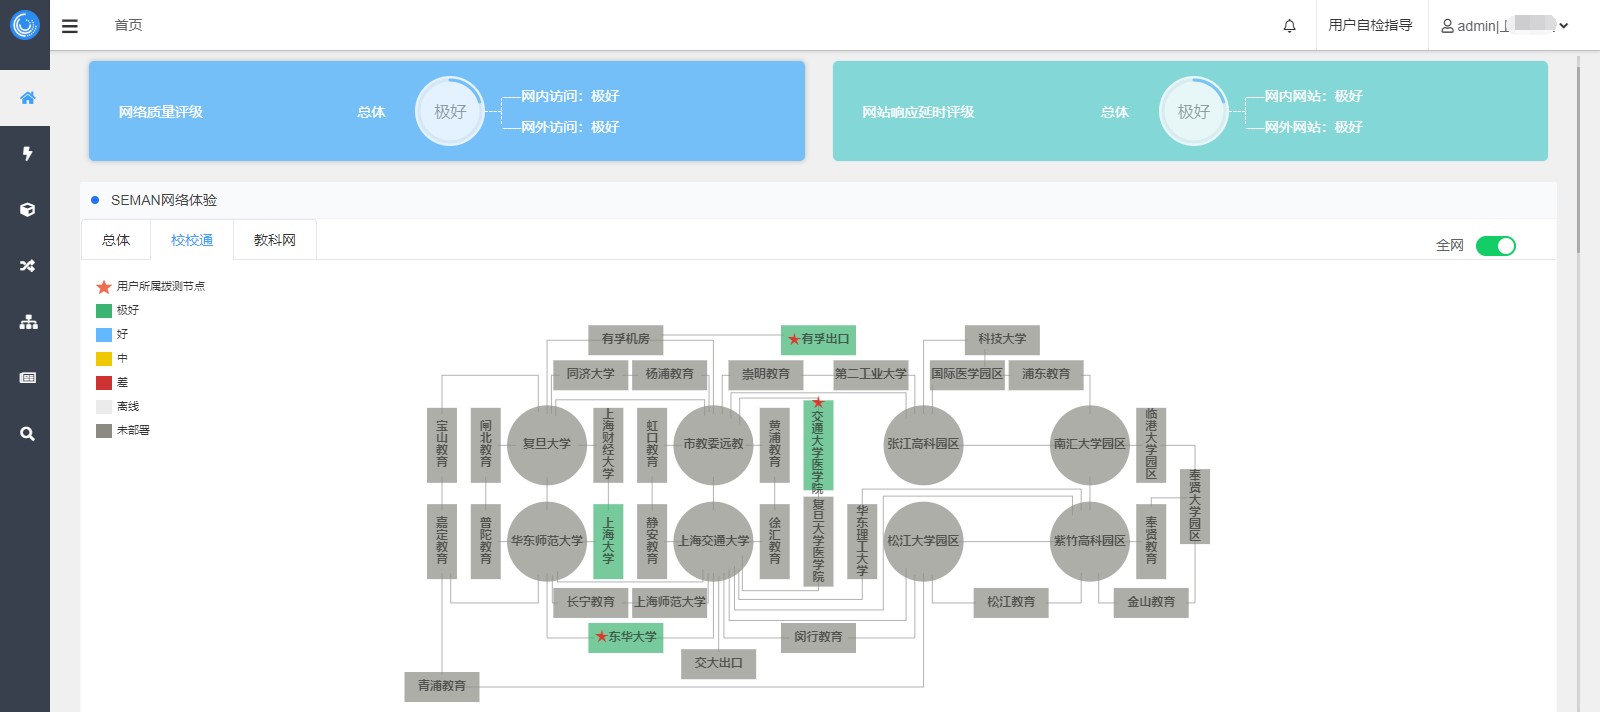 首页
用户自检指导
admin|
网络质量评级
总体
极好
网内访问：极好
网外访问：极好
网站响应延时评级
总体
极好
网内网站：极好
网外网站：极好
SEMAN网络体验
总体
校校通
教科网
全网
用户所属拨测节点
极好
好
中
差
离线
未部署
有孚机房
有孚出口
科技大学
同济大学
杨浦教育
崇明教育
第二工业大学
国际医学园区
浦东教育
宝山教育
闸北教育
复旦大学
上海财经大学
虹口教育
市教委远教
黄浦教育
交通大学医学院
张江高科园区
南汇大学园区
临港大学园区
奉贤大学园区
嘉定教育
普陀教育
华东师范大学
上海大学
静安教育
上海交通大学
徐汇教育
复旦大学医学院
华东理工大学
松江大学园区
紫竹高科园区
奉贤教育
长宁教育
上海师范大学
松江教育
金山教育
东华大学
闵行教育
交大出口
青浦教育